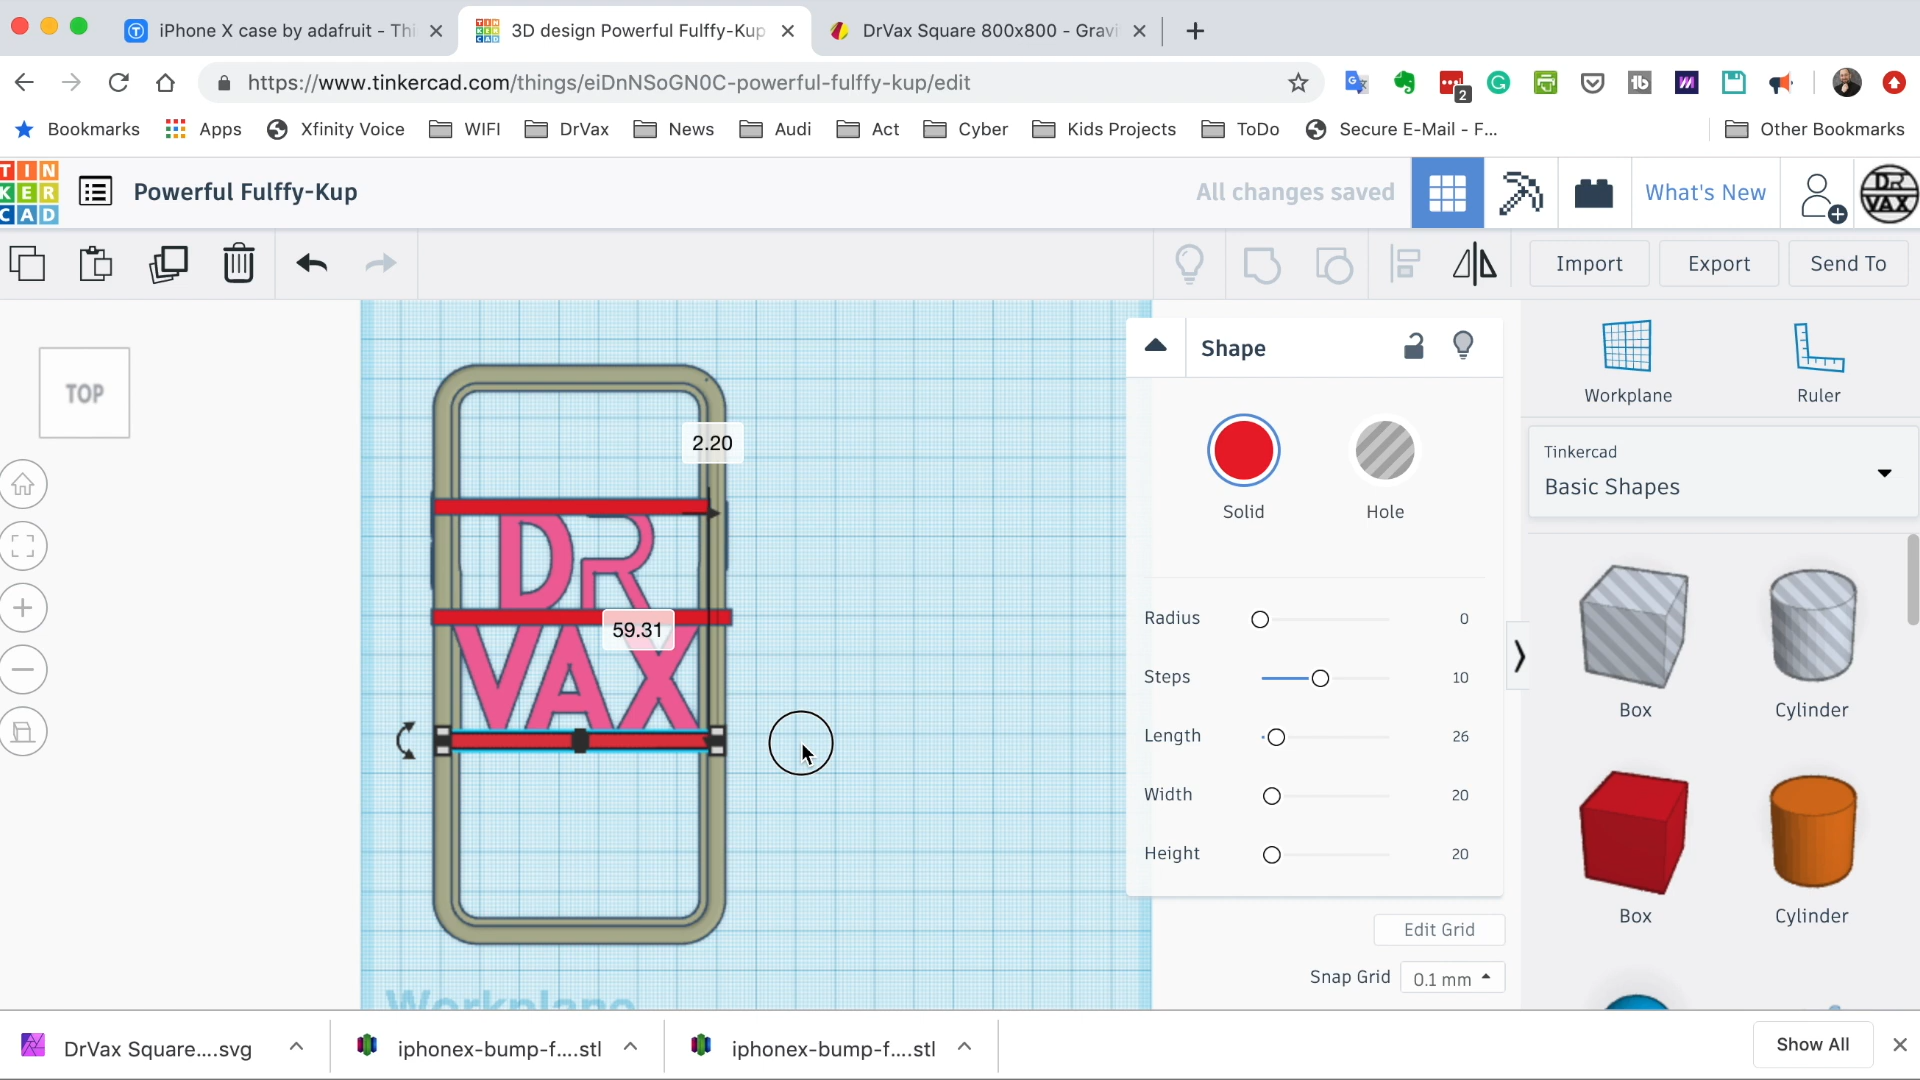 iPhone X case by adafruit - Thi
3D design Powerful Fulffy-Kup
DrVax Square 800x800 - Gravi
https://www.tinkercad.com/things/eiDnNSoGN0C-powerful-fulffy-kup/edit
2
Bookmarks
Apps
Xfinity Voice
WIFI
DrVax
News
Audi
Act
Cyber
Kids Projects
ToDo
Secure E-Mail - F...
Other Bookmarks
TIN
KER
CAD
Powerful Fulffy-Kup
All changes saved
What's New
DR
VAX
Import
Export
Send To
TOP
Shape
Workplane
Ruler
2.20
Solid
Hole
Tinkercad
Basic Shapes
DR
59.31
VAX
Radius 0
Steps 10
Length 26
Width 20
Height 20
Box
Cylinder
Box
Cylinder
Edit Grid
Snap Grid 0.1 mm
Workplane
DrVax Square....svg
iphonex-bump-f....stl
iphonex-bump-f....stl
Show All